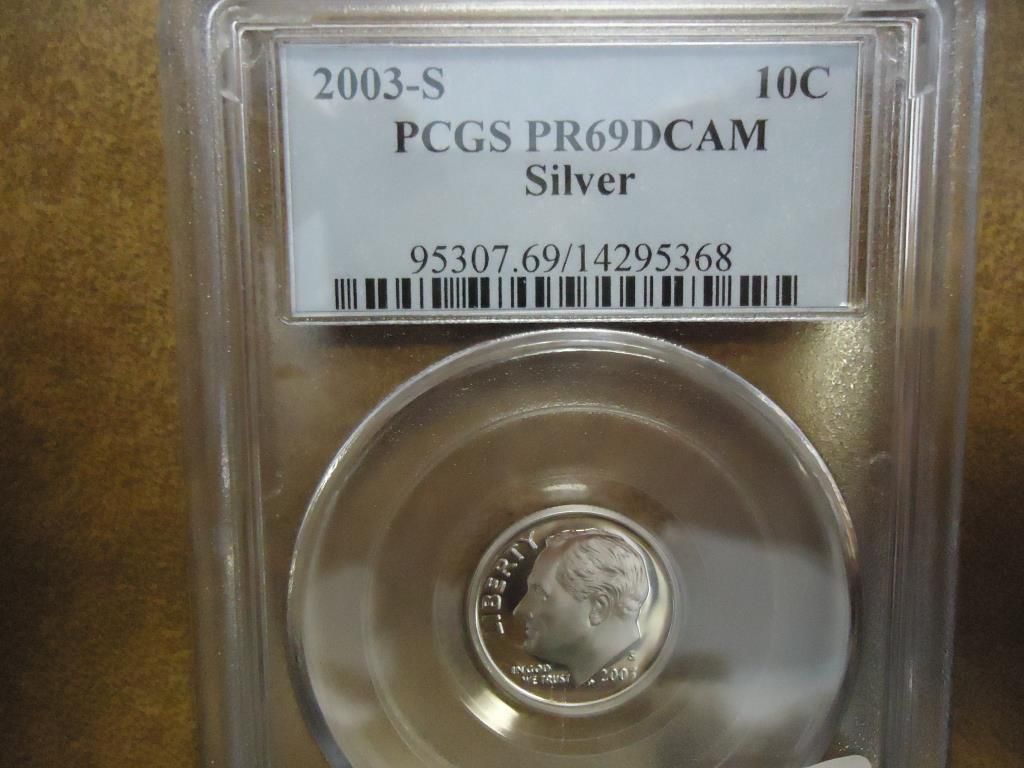 2003-S 10C
PCGS PR69DCAM
Silver
95307.69/14295368
LIBERTY
IN GOD
WE TRUST
S
2003